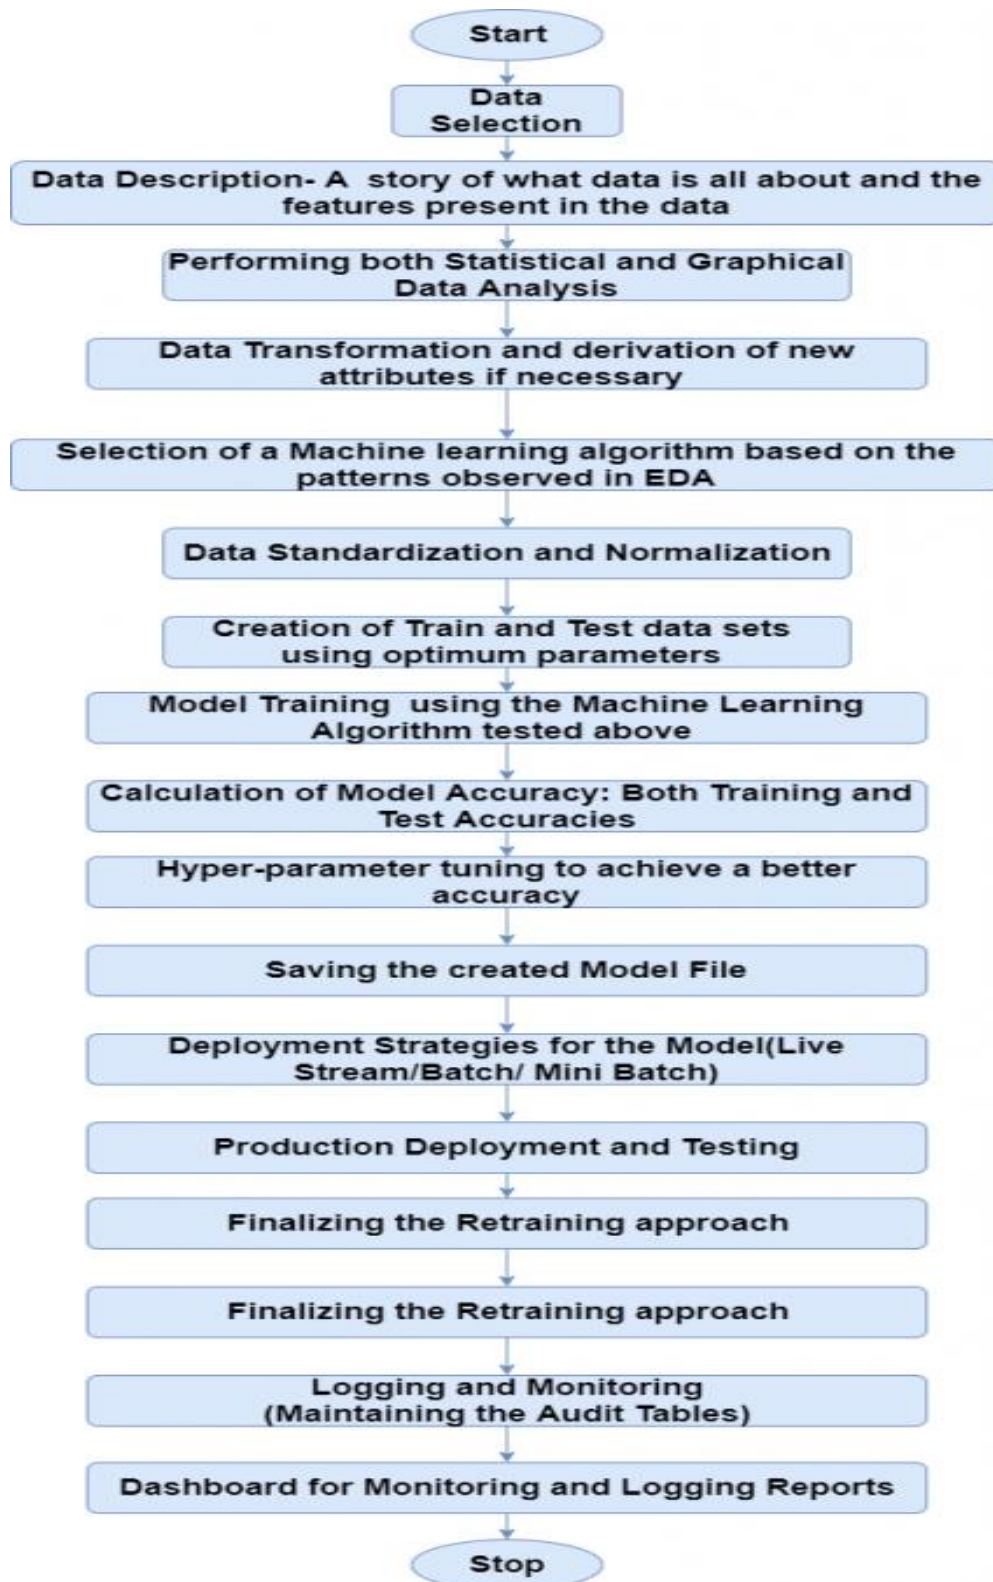 Start
Data
Selection
Data Description- A story of what data is all about and the
features present in the data
Performing both Statistical and Graphical
Data Analysis
Data Transformation and derivation of new
attributes if necessary
Selection of a Machine learning algorithm based on the
patterns observed in EDA
Data Standardization and Normalization
Creation of Train and Test data sets
using optimum parameters
Model Training using the Machine Learning
Algorithm tested above
Calculation of Model Accuracy: Both Training and
Test Accuracies
Hyper-parameter tuning to achieve a better
accuracy
Saving the created Model File
Deployment Strategies for the Model(Live
Stream/Batch/ Mini Batch)
Production Deployment and Testing
Finalizing the Retraining approach
Finalizing the Retraining approach
Logging and Monitoring
(Maintaining the Audit Tables)
Dashboard for Monitoring and Logging Reports
Stop